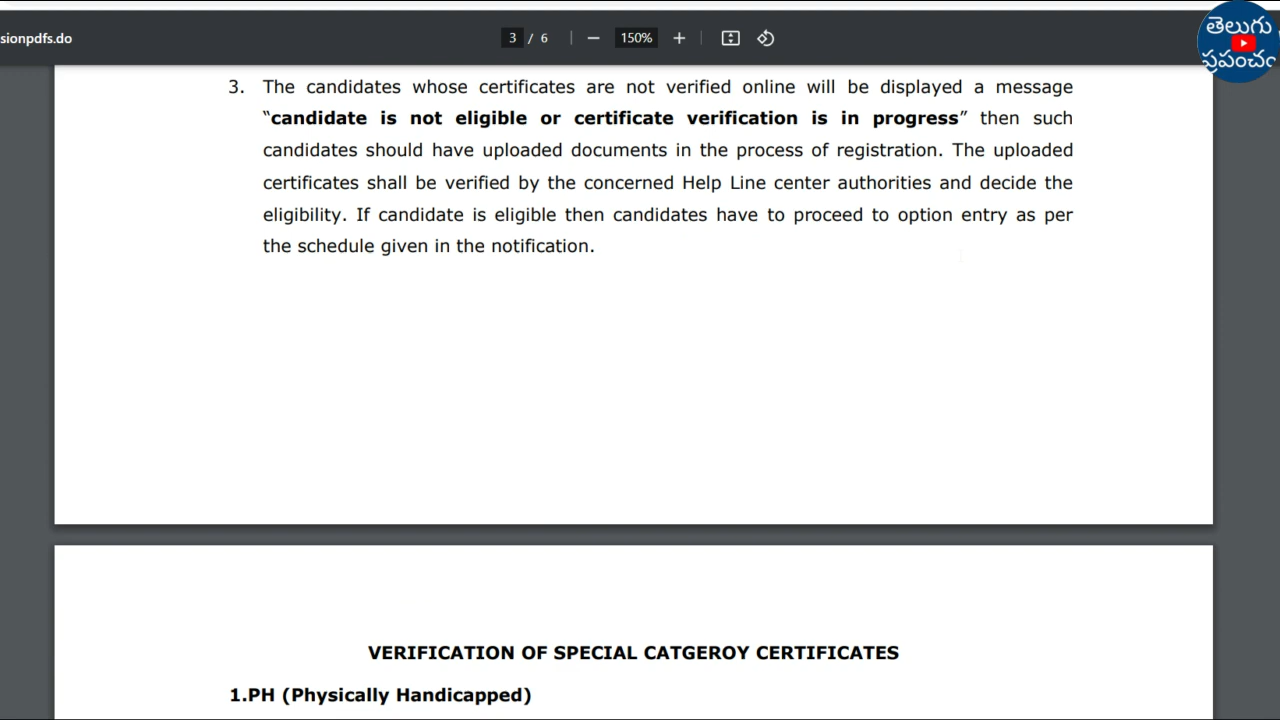 sionpdfs.do
3 / 6
150%
తెలుగు
ప్రపంచం
3. The candidates whose certificates are not verified online will be displayed a message
“candidate is not eligible or certificate verification is in progress” then such
candidates should have uploaded documents in the process of registration. The uploaded
certificates shall be verified by the concerned Help Line center authorities and decide the
eligibility. If candidate is eligible then candidates have to proceed to option entry as per
the schedule given in the notification.
VERIFICATION OF SPECIAL CATGEROY CERTIFICATES
1.PH (Physically Handicapped)